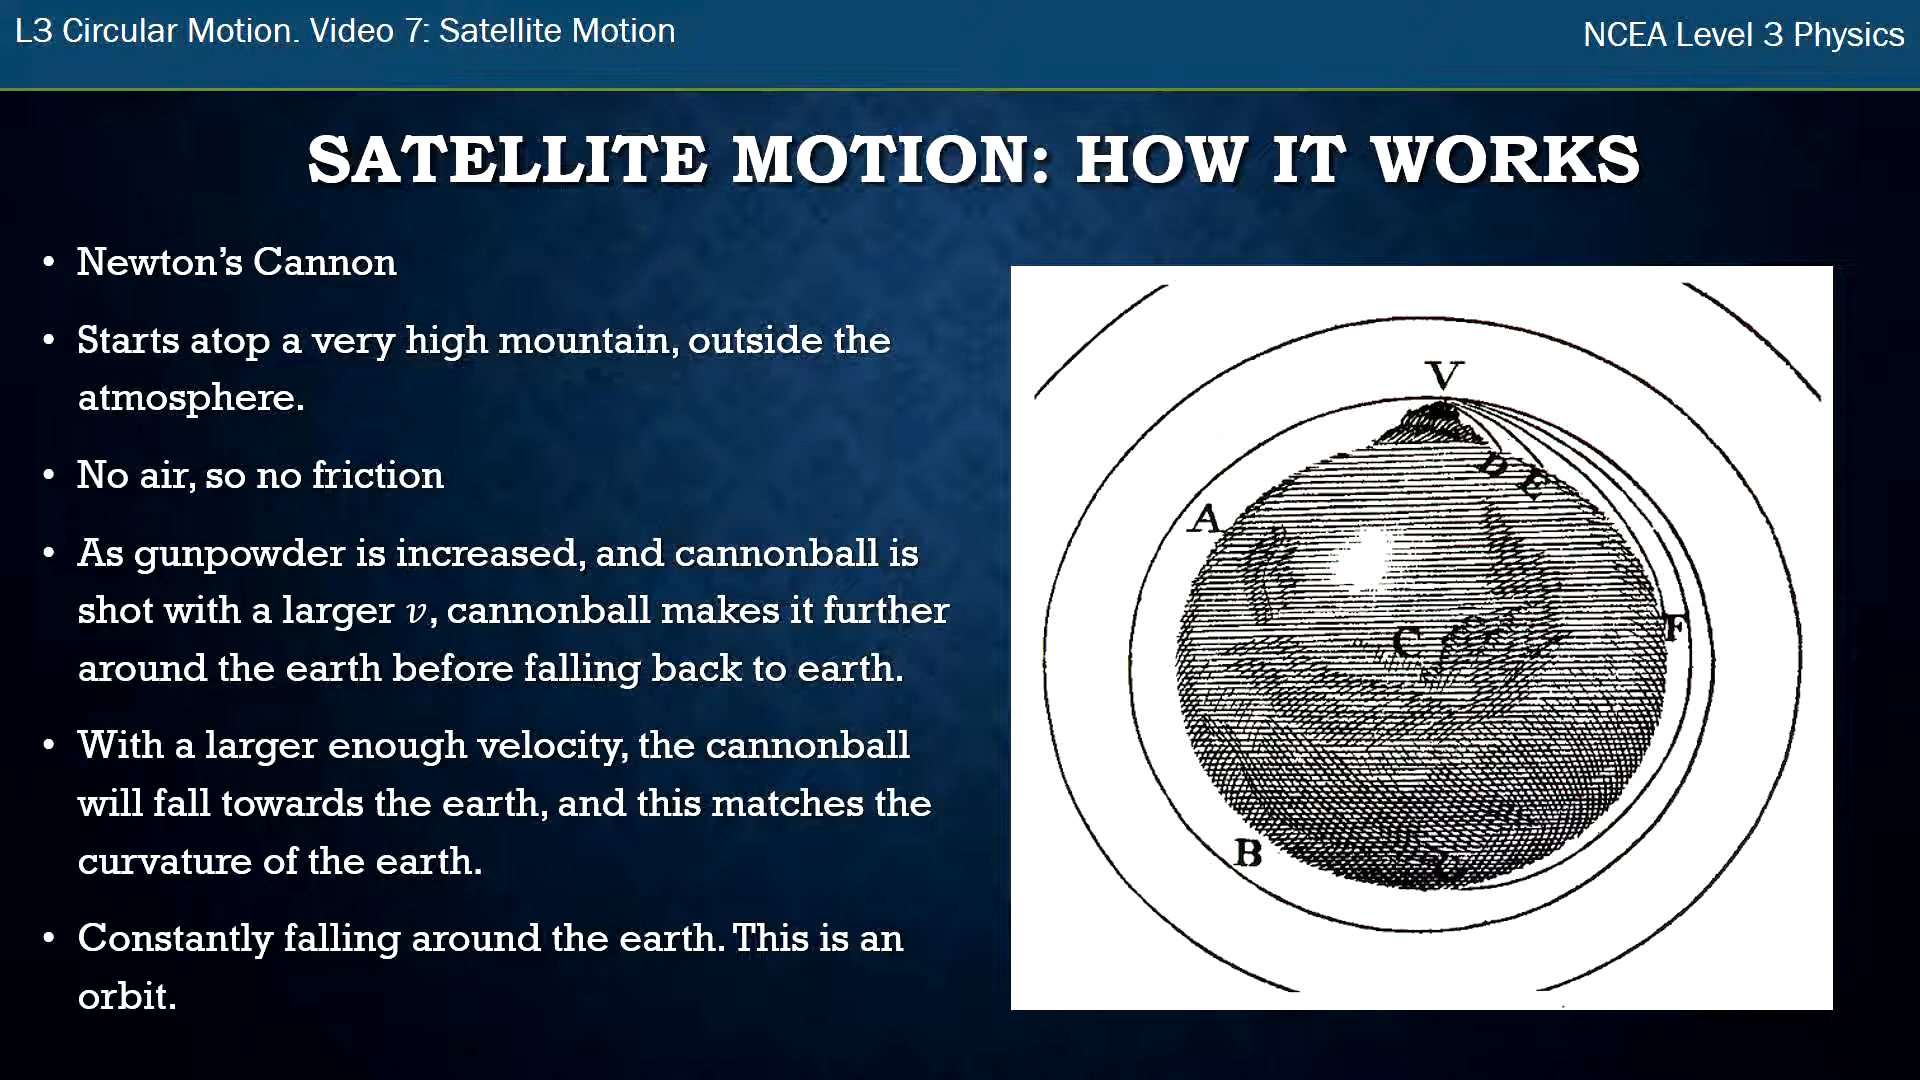 L3 Circular Motion. Video 7: Satellite Motion
NCEA Level 3 Physics
SATELLITE MOTION: HOW IT WORKS
• Newton’s Cannon
• Starts atop a very high mountain, outside the
atmosphere.
• No air, so no friction
• As gunpowder is increased, and cannonball is
shot with a larger v, cannonball makes it further
around the earth before falling back to earth.
• With a larger enough velocity, the cannonball
will fall towards the earth, and this matches the
curvature of the earth.
• Constantly falling around the earth. This is an
orbit.
V
D
E
A
F
C
B